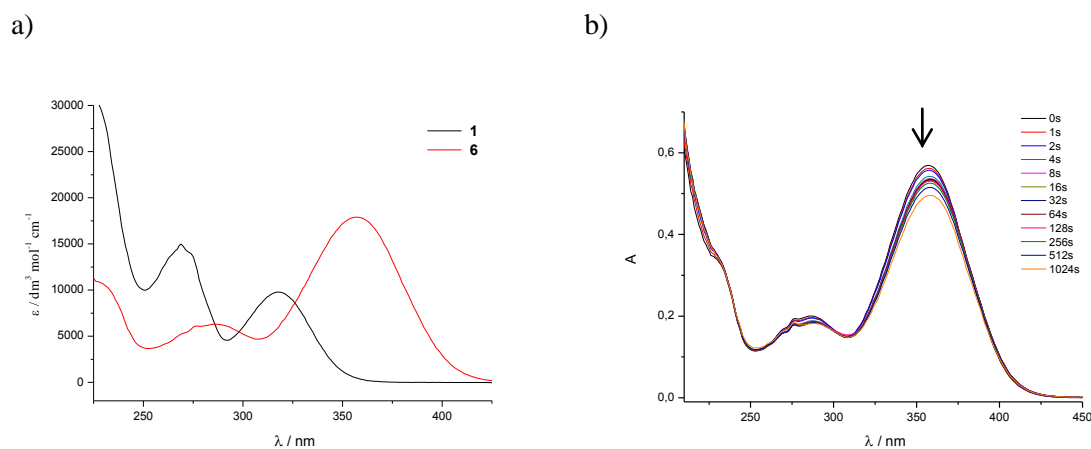 a)
b)
30000
25000
20000
15000
10000
5000
0
ε / dm³ mol⁻¹ cm⁻¹
250
300
350
400
λ / nm
1
6
0,6
0,4
0,2
0,0
A
250
300
350
400
450
λ / nm
0s
1s
2s
4s
8s
16s
32s
64s
128s
256s
512s
1024s